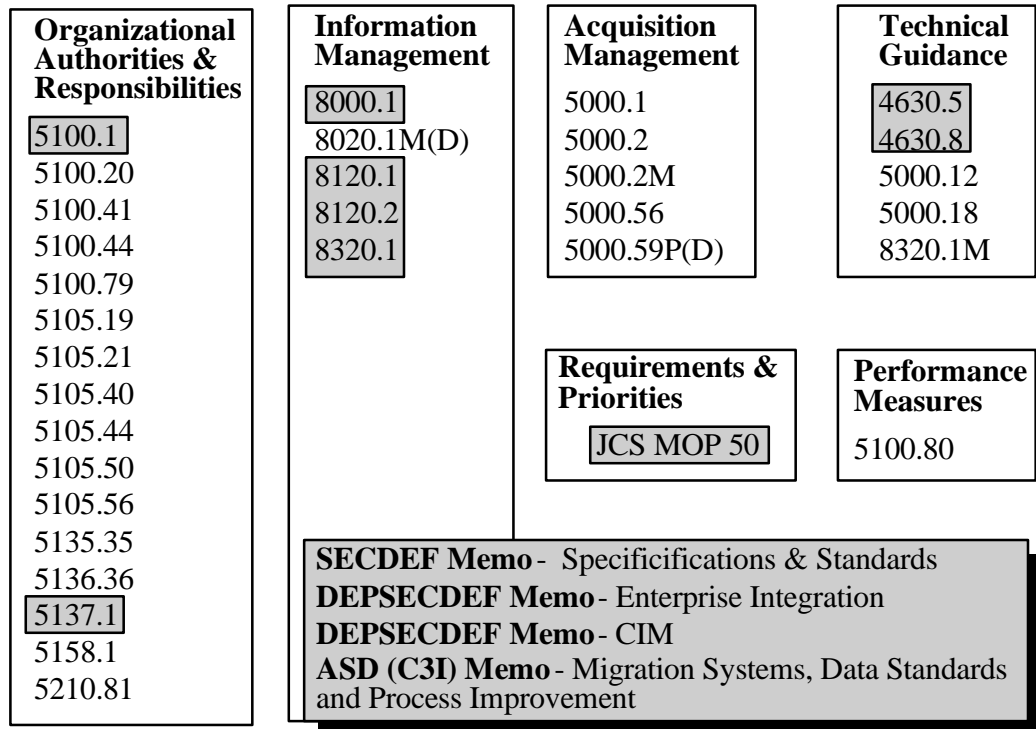 Organizational
Authorities &
Responsibilities
5100.1
5100.20
5100.41
5100.44
5100.79
5105.19
5105.21
5105.40
5105.44
5105.50
5105.56
5135.35
5136.36
5137.1
5158.1
5210.81
Information
Management
8000.1
8020.1M(D)
8120.1
8120.2
8320.1
Acquisition
Management
5000.1
5000.2
5000.2M
5000.56
5000.59P(D)
Technical
Guidance
4630.5
4630.8
5000.12
5000.18
8320.1M
Requirements &
Priorities
JCS MOP 50
Performance
Measures
5100.80
SECDEF Memo - Specificifications & Standards
DEPSECDEF Memo - Enterprise Integration
DEPSECDEF Memo - CIM
ASD (C3I) Memo - Migration Systems, Data Standards
and Process Improvement